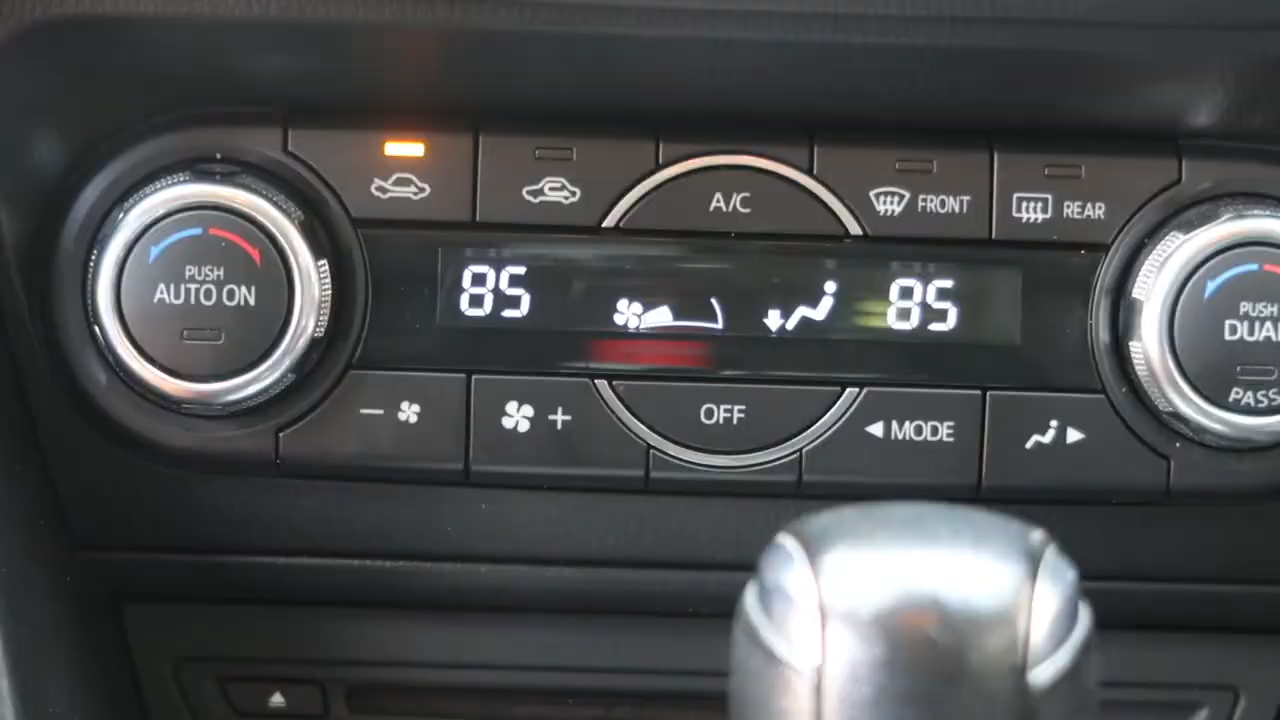 A/C
FRONT
REAR
PUSH
AUTO ON
85
85
PUSH
DUAL
PASS
OFF
MODE